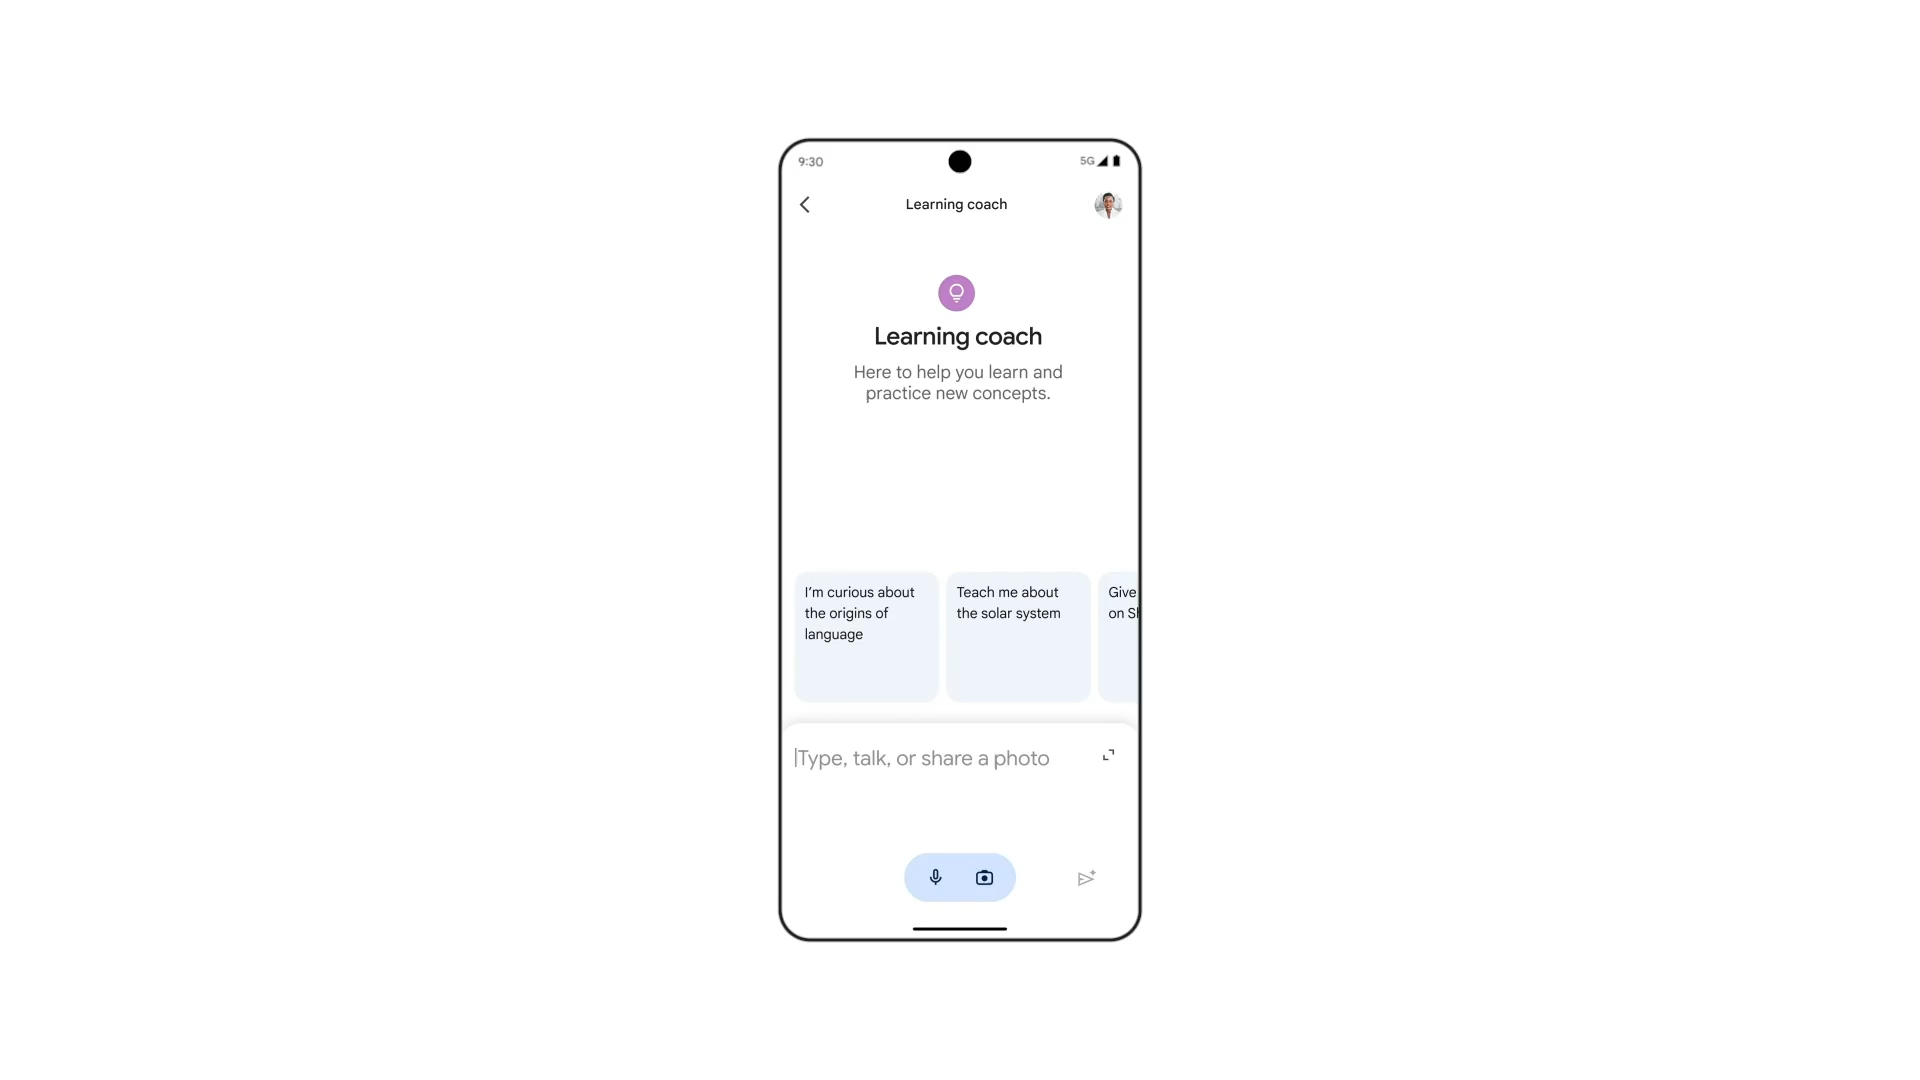 9:30
5G
Learning coach
Learning coach
Here to help you learn and
practice new concepts.
I’m curious about
the origins of
language
Teach me about
the solar system
Give
on
Type, talk, or share a photo